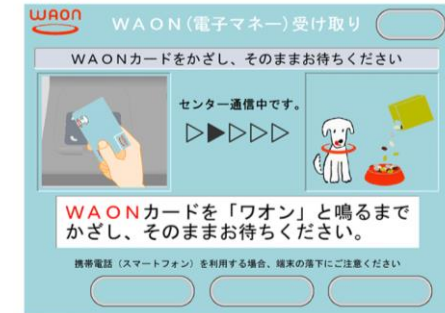 WAON
WAON(電子マネー)受け取り
WAONカードをかざし、そのままお待ちください
センター通信中です。
▷▶▷▷▷
WAONカードを「ワオン」と鳴るまで
かざし、そのままお待ちください。
携帯電話(スマートフォン)を利用する場合、端末の落下にご注意ください